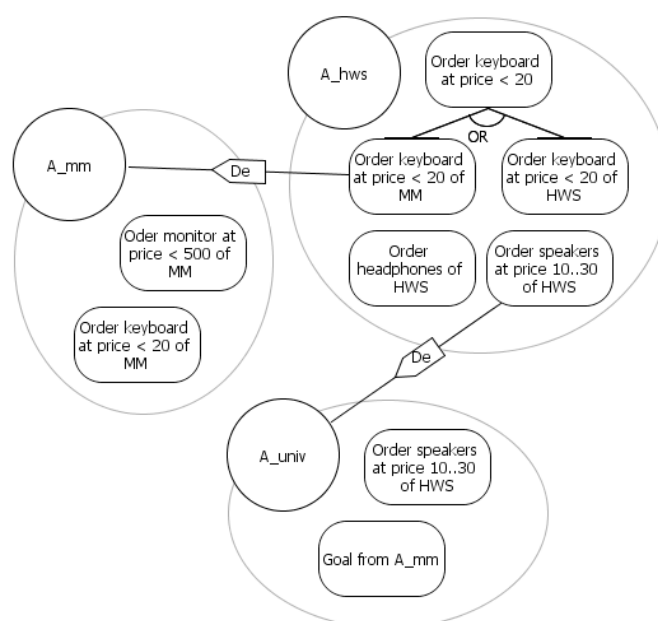 A_hws
Order keyboard
at price < 20
OR
A_mm
De
Order keyboard
at price < 20 of
MM
Order keyboard
at price < 20 of
HWS
Oder monitor at
price < 500 of
MM
Order
headphones of
HWS
Order speakers
at price 10..30
of HWS
Order keyboard
at price < 20 of
MM
De
A_univ
Order speakers
at price 10..30
of HWS
Goal from A_mm